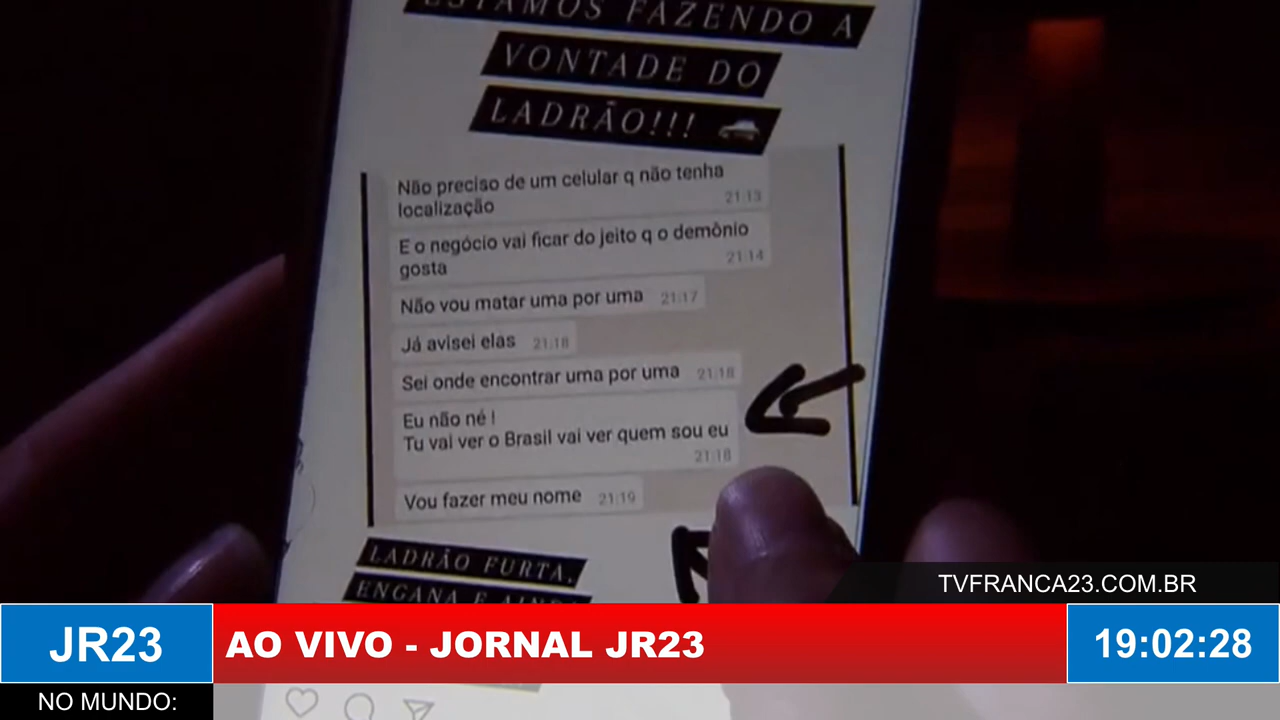 ESTAMOS FAZENDO A
VONTADE DO
LADRÃO!!!
Não preciso de um celular q não tenha
localização 21:13
E o negócio vai ficar do jeito q o demônio
gosta 21:14
Não vou matar uma por uma 21:17
Já avisei elas 21:18
Sei onde encontrar uma por uma 21:18
Eu não né !
Tu vai ver o Brasil vai ver quem sou eu
21:18
Vou fazer meu nome 21:19
LADRÃO FURTA,
ENGANA E AINDA
TVFRANCA23.COM.BR
JR23
AO VIVO - JORNAL JR23
19:02:28
NO MUNDO: